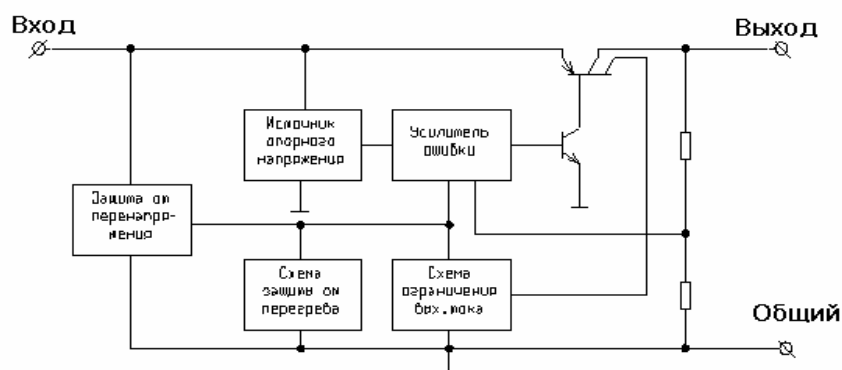 Вход
Выход
Источник
опорного
напряжения
Усилитель
ошибки
Защита от
перенапря-
жения
Схема
защиты от
перегрева
Схема
ограничения
вых.тока
Общий